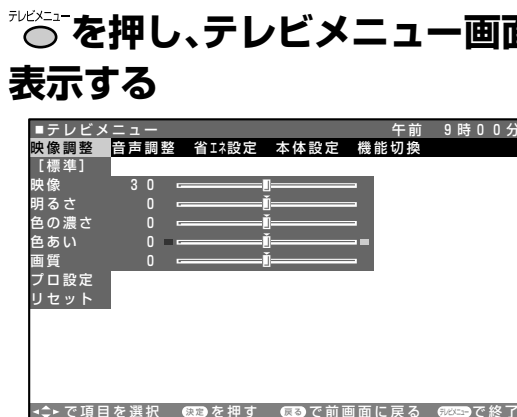 テレビメニュー
を押し、テレビメニュー画面
表示する
■テレビメニュー 午前 9時00分
映像調整 音声調整 省エネ設定 本体設定 機能切換
[標準]
映像 30
明るさ 0
色の濃さ 0
色あい 0
画質 0
プロ設定
リセット
で項目を選択 決定を押す 戻るで前画面に戻る テレビメニューで終了